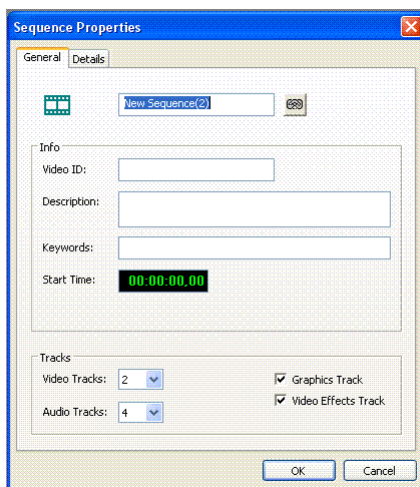 Sequence Properties
General Details
New Sequence(2)
Info
Video ID:
Description:
Keywords:
Start Time: 00:00:00,00
Tracks
Video Tracks: 2
Graphics Track
Video Effects Track
Audio Tracks: 4
OK Cancel